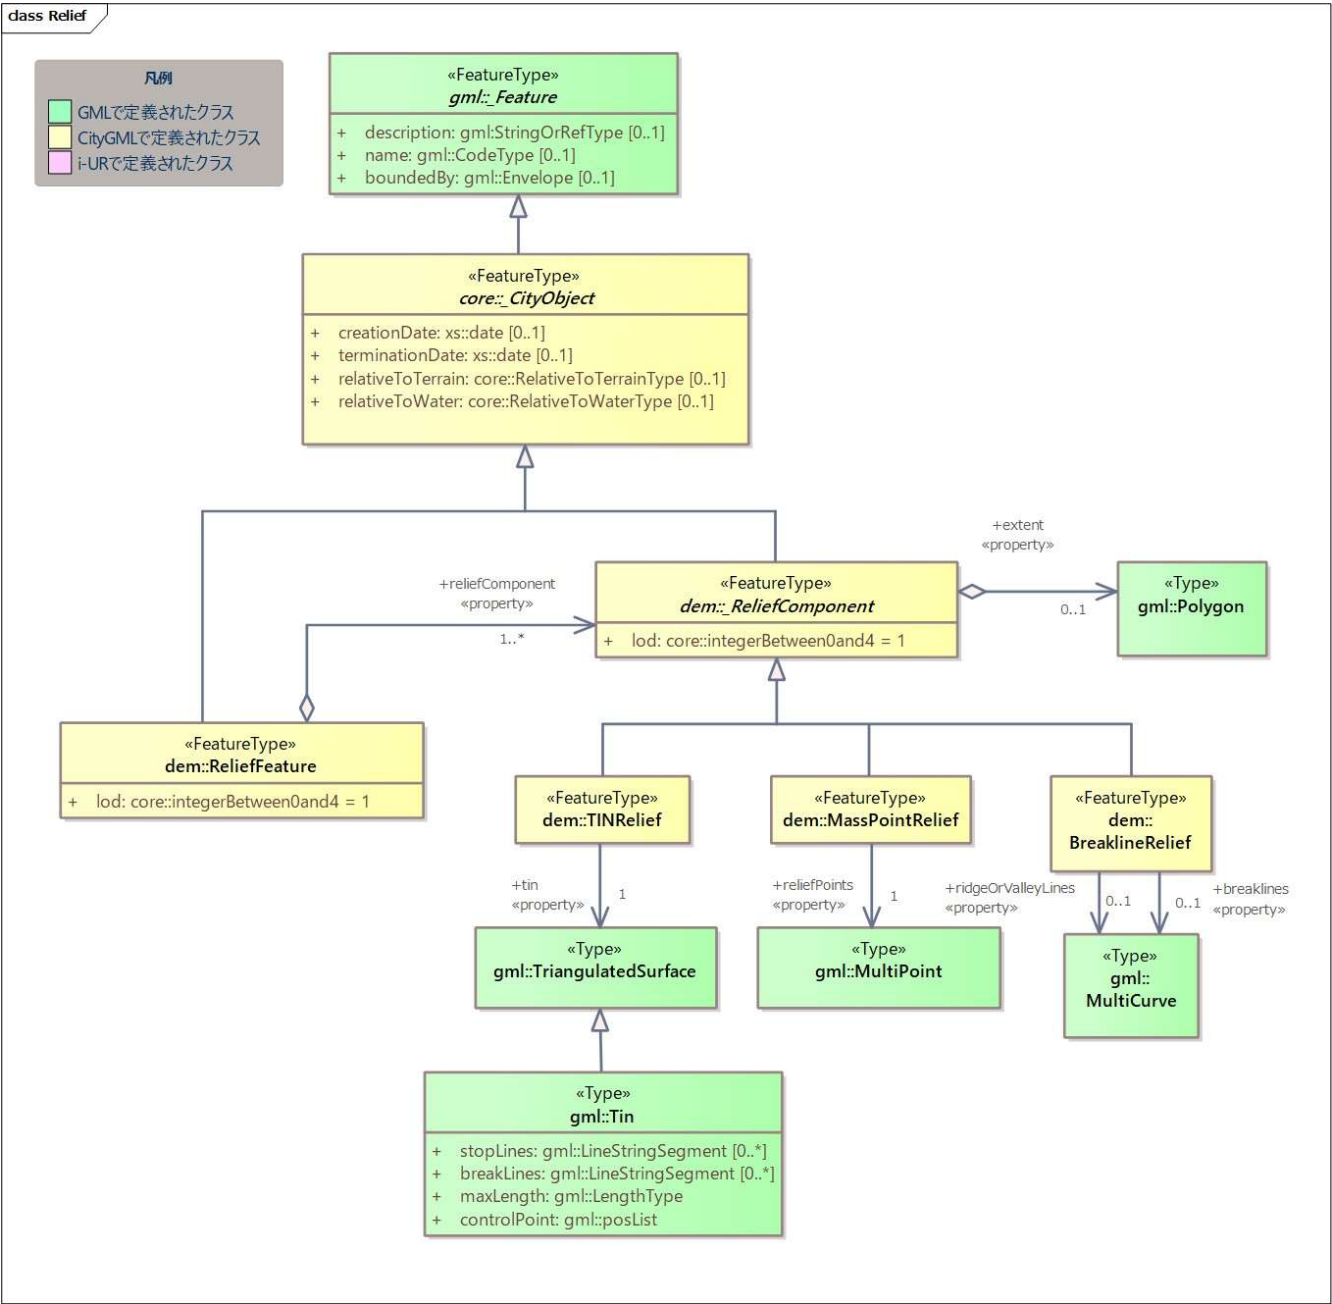 class Relief
凡例
GMLで定義されたクラス
CityGMLで定義されたクラス
i-URで定義されたクラス
«FeatureType»
gml::_Feature
+ description: gml:StringOrRefType [0..1]
+ name: gml::CodeType [0..1]
+ boundedBy: gml::Envelope [0..1]
«FeatureType»
core::_CityObject
+ creationDate: xs::date [0..1]
+ terminationDate: xs::date [0..1]
+ relativeToTerrain: core::RelativeToTerrainType [0..1]
+ relativeToWater: core::RelativeToWaterType [0..1]
+extent
«property»
0..1
«Type»
gml::Polygon
+reliefComponent
«property»
1..*
«FeatureType»
dem::_ReliefComponent
+ lod: core::integerBetween0and4 = 1
«FeatureType»
dem::ReliefFeature
+ lod: core::integerBetween0and4 = 1
«FeatureType»
dem::TINRelief
«FeatureType»
dem::MassPointRelief
«FeatureType»
dem::
BreaklineRelief
+tin
«property»
1
+reliefPoints
«property»
1
+ridgeOrValleyLines
«property»
0..1
0..1
+breaklines
«property»
«Type»
gml::TriangulatedSurface
«Type»
gml::MultiPoint
«Type»
gml::
MultiCurve
«Type»
gml::Tin
+ stopLines: gml::LineStringSegment [0..*]
+ breakLines: gml::LineStringSegment [0..*]
+ maxLength: gml::LengthType
+ controlPoint: gml::posList